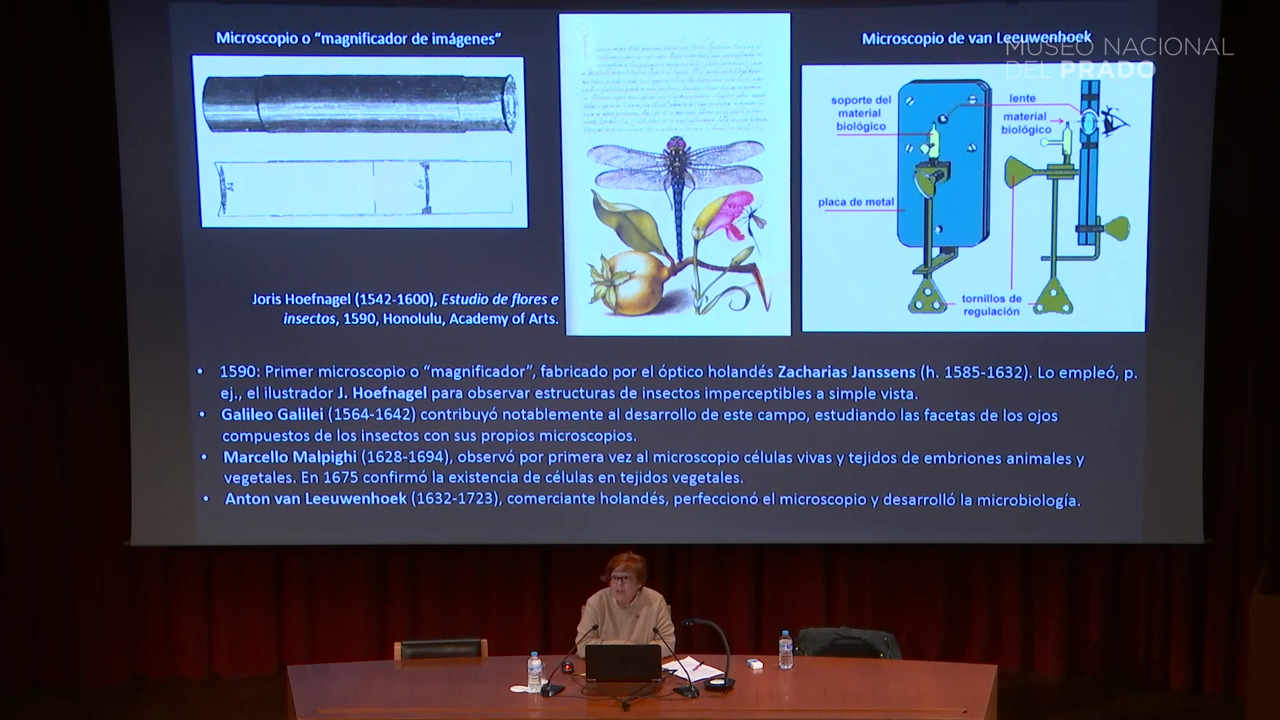 Microscopio o “magnificador de imágenes”
Microscopio de van Leeuwenhoek
MUSEO NACIONAL
DEL PRADO
soporte del
material
biológico
lente
material
biológico
placa de metal
tornillos de
regulación
Joris Hoefnagel (1542-1600), Estudio de flores e
insectos, 1590, Honolulu, Academy of Arts.
• 1590: Primer microscopio o “magnificador”, fabricado por el óptico holandés Zacharias Janssens (h. 1585-1632). Lo empleó, p.
ej., el ilustrador J. Hoefnagel para observar estructuras de insectos imperceptibles a simple vista.
• Galileo Galilei (1564-1642) contribuyó notablemente al desarrollo de este campo, estudiando las facetas de los ojos
compuestos de los insectos con sus propios microscopios.
• Marcello Malpighi (1628-1694), observó por primera vez al microscopio células vivas y tejidos de embriones animales y
vegetales. En 1675 confirmó la existencia de células en tejidos vegetales.
• Anton van Leeuwenhoek (1632-1723), comerciante holandés, perfeccionó el microscopio y desarrolló la microbiología.